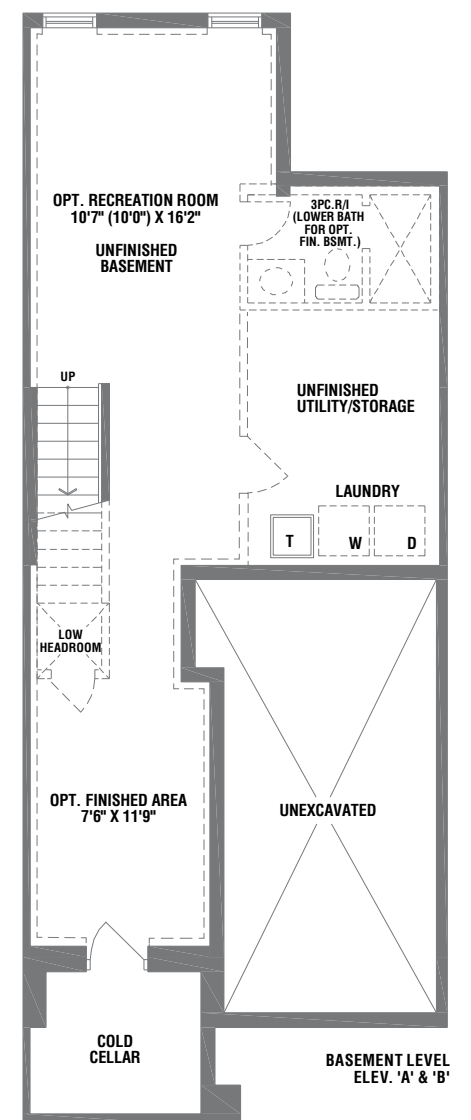 OPT. RECREATION ROOM
10'7" (10'0") X 16'2"
UNFINISHED
BASEMENT
3PC.R/I
(LOWER BATH
FOR OPT.
FIN. BSMT.)
UP
UNFINISHED
UTILITY/STORAGE
LAUNDRY
T W D
LOW
HEADROOM
OPT. FINISHED AREA
7'6" X 11'9"
UNEXCAVATED
COLD
CELLAR
BASEMENT LEVEL
ELEV. 'A' & 'B'